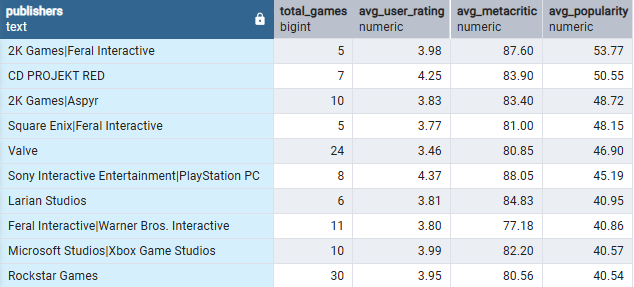 publishers total_games avg_user_rating avg_metacritic avg_popularity
text bigint numeric numeric numeric
2K Games|Feral Interactive 5 3.98 87.60 53.77
CD PROJEKT RED 7 4.25 83.90 50.55
2K Games|Aspyr 10 3.83 83.40 48.72
Square Enix|Feral Interactive 5 3.77 81.00 48.15
Valve 24 3.46 80.85 46.90
Sony Interactive Entertainment|PlayStation PC 8 4.37 88.05 45.19
Larian Studios 6 3.81 84.83 40.95
Feral Interactive|Warner Bros. Interactive 11 3.80 77.18 40.86
Microsoft Studios|Xbox Game Studios 10 3.99 82.20 40.57
Rockstar Games 30 3.95 80.56 40.54